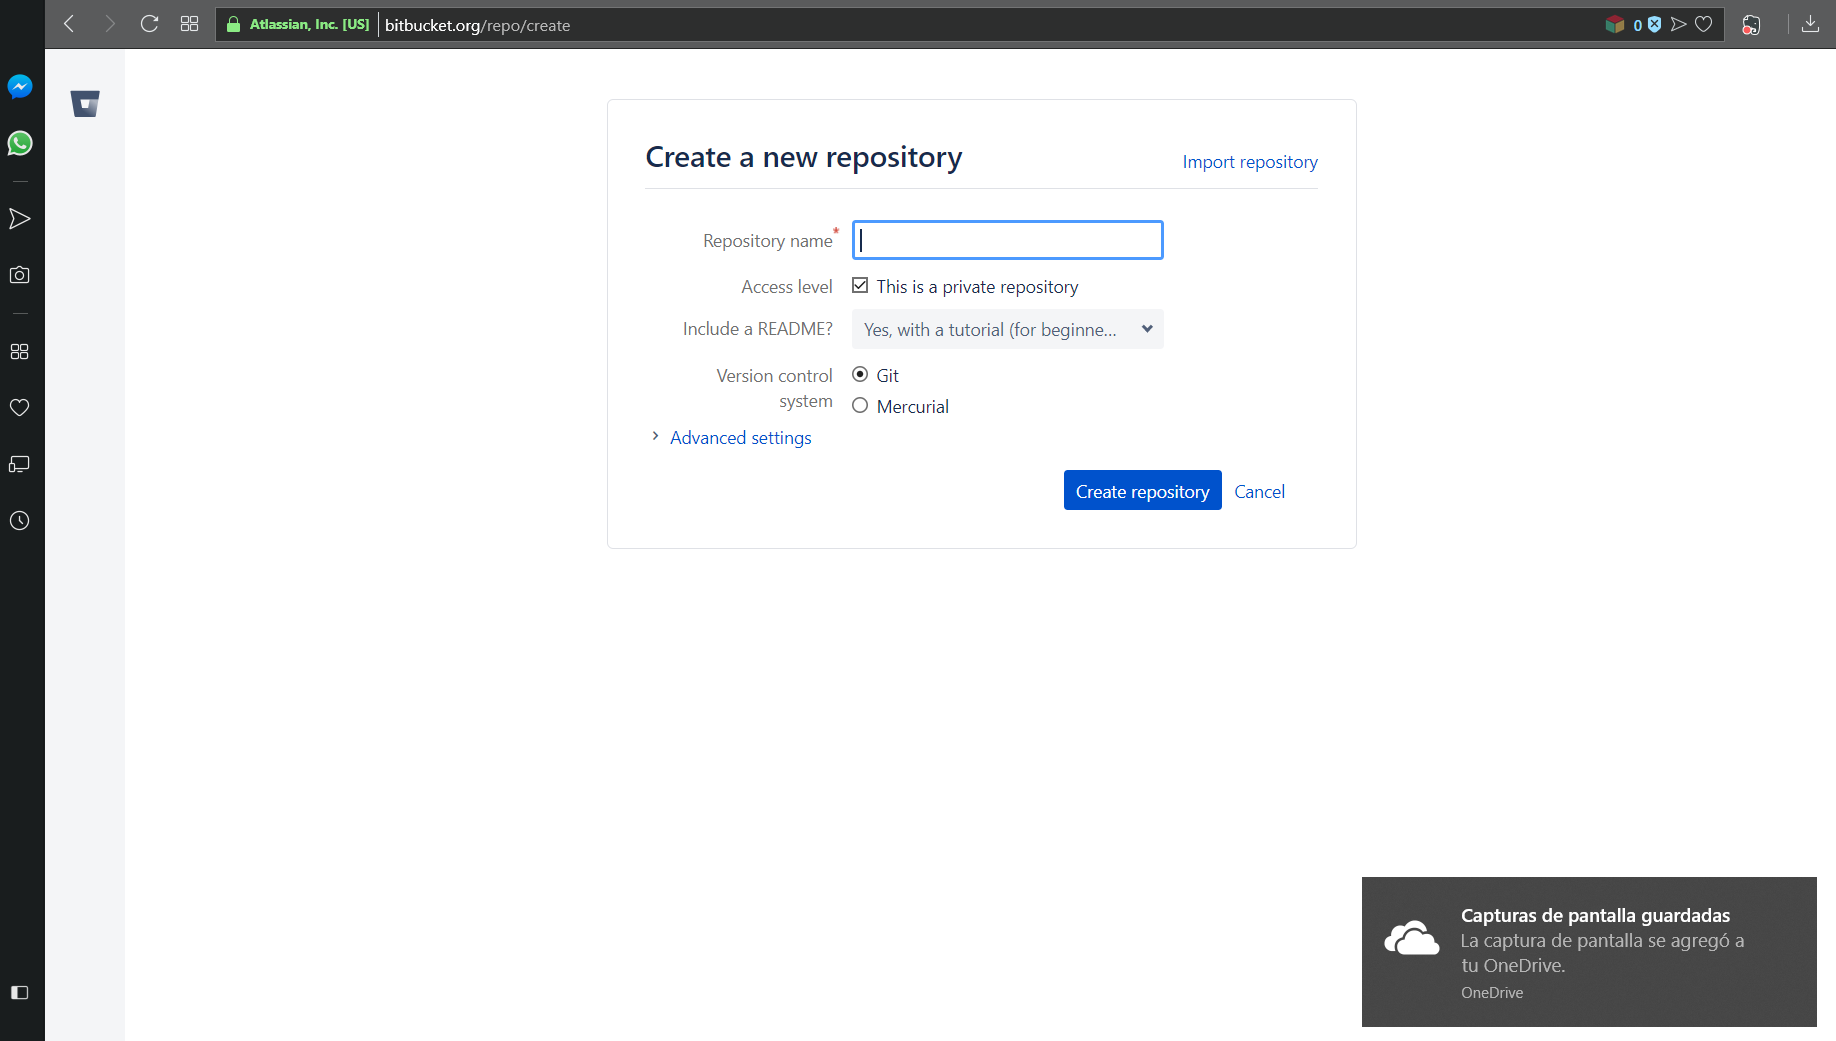 Atlassian, Inc. [US] bitbucket.org/repo/create
0
Create a new repository
Import repository
Repository name*
Access level
This is a private repository
Include a README?
Yes, with a tutorial (for beginne...
Version control system
Git
Mercurial
Advanced settings
Create repository
Cancel
Capturas de pantalla guardadas
La captura de pantalla se agregó a
tu OneDrive.
OneDrive